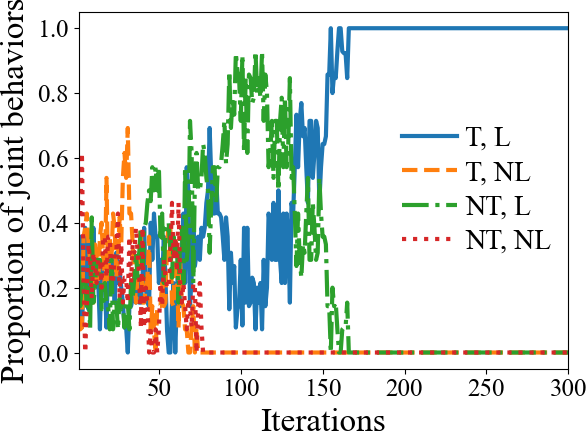 Proportion of joint behaviors
1.0
0.8
0.6
0.4
0.2
0.0
T, L
T, NL
NT, L
NT, NL
50
100
150
200
250
300
Iterations